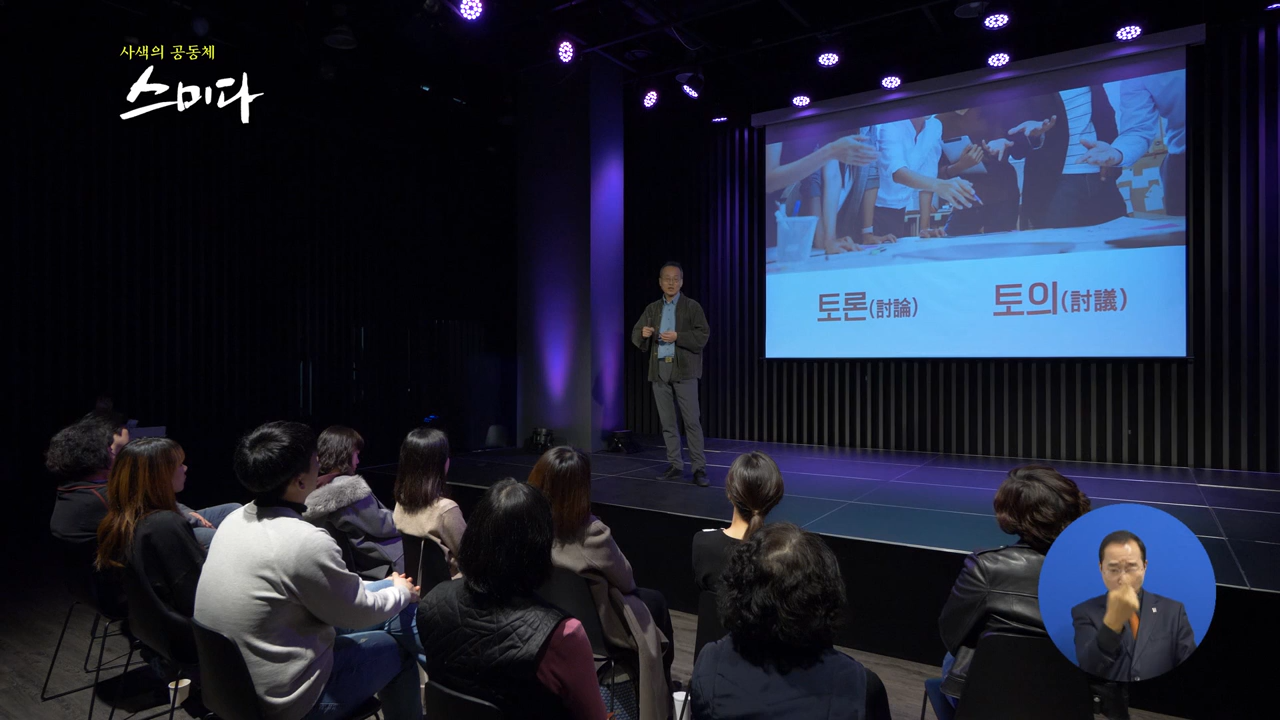 사색의 공동체
스미다
토론(討論) 토의(討議)